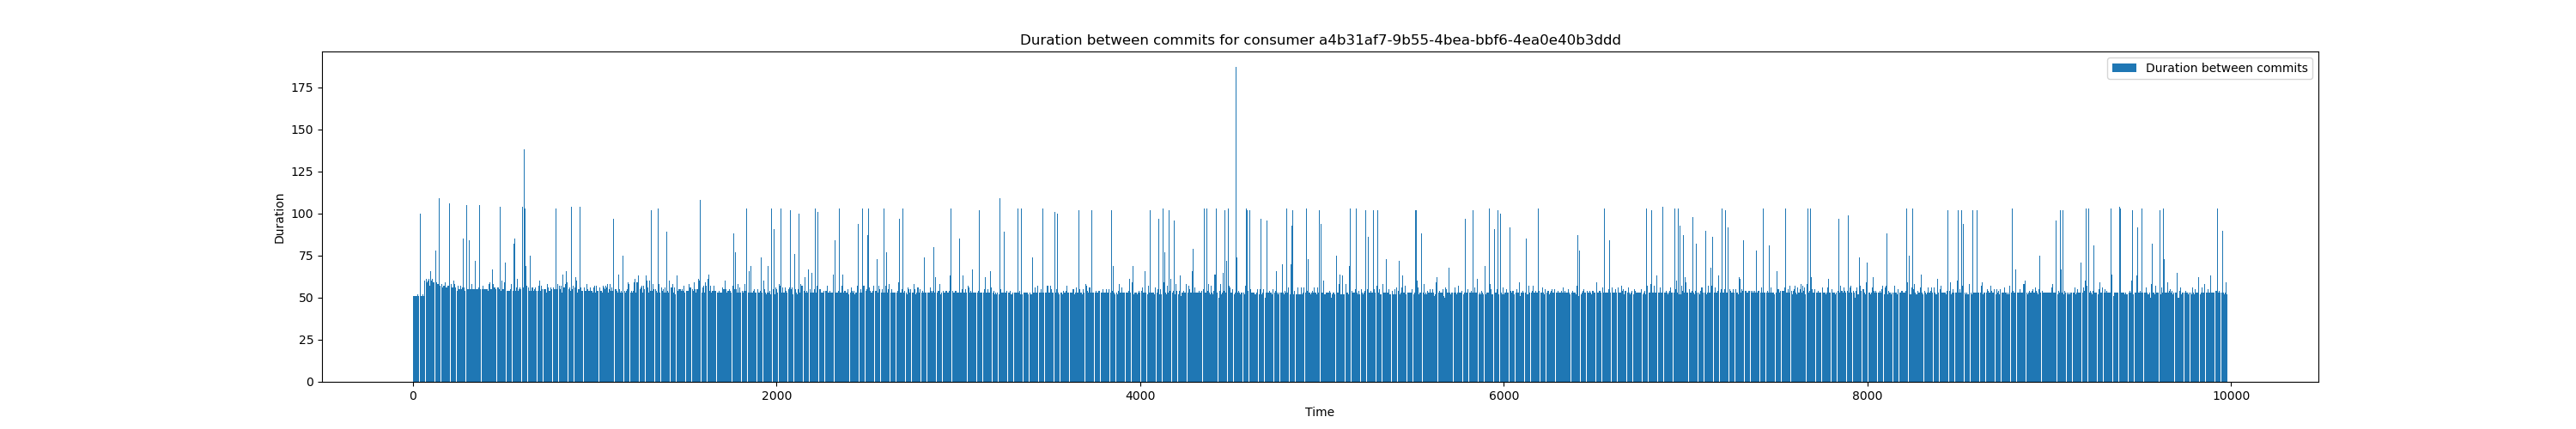 Duration between commits for consumer a4b31af7-9b55-4bea-bbf6-4ea0e40b3ddd
Duration between commits
175
150
125
100
75
50
25
0
Duration
0 2000 4000 6000 8000 10000
Time